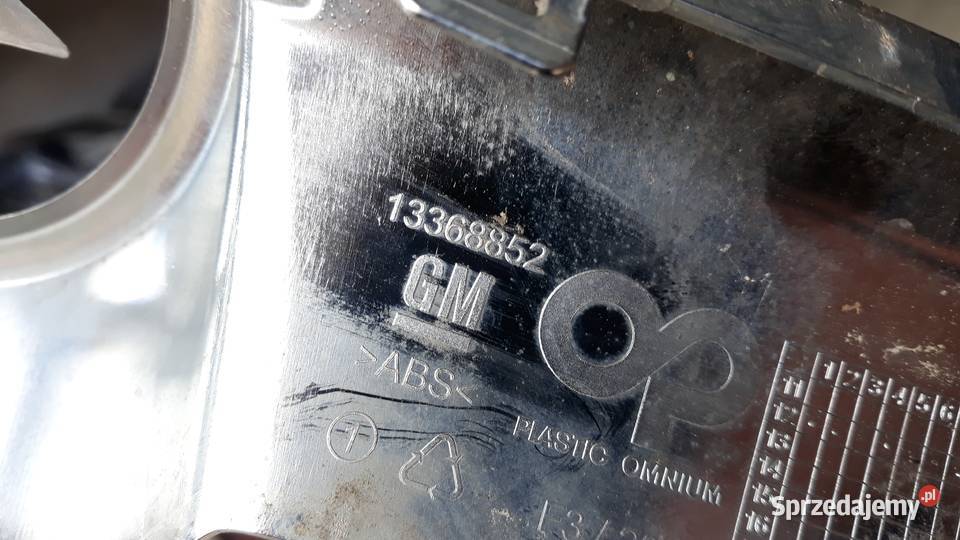 13368852
GM
>ABS<
T
PLASTIC OMNIUM
1 2 3 4 5 6
11
12
13
14
15
16
Sprzedajemy.pl